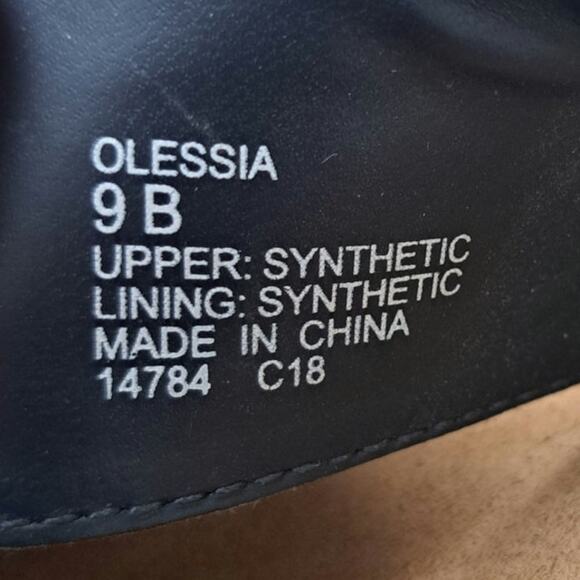 OLESSIA
9 B
UPPER: SYNTHETIC
LINING: SYNTHETIC
MADE IN CHINA
14784 C18